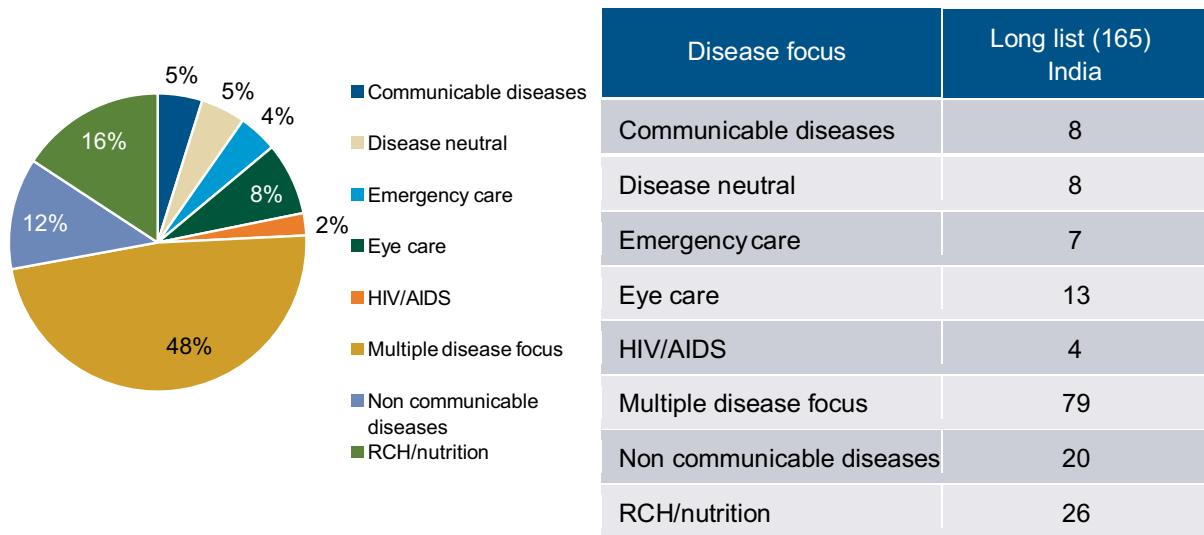 5%
5%
4%
8%
2%
48%
12%
16%
Communicable diseases
Disease neutral
Emergency care
Eye care
HIV/AIDS
Multiple disease focus
Non communicable
diseases
RCH/nutrition
Disease focus
Long list (165)
India
Communicable diseases 8
Disease neutral 8
Emergency care 7
Eye care 13
HIV/AIDS 4
Multiple disease focus 79
Non communicable diseases 20
RCH/nutrition 26